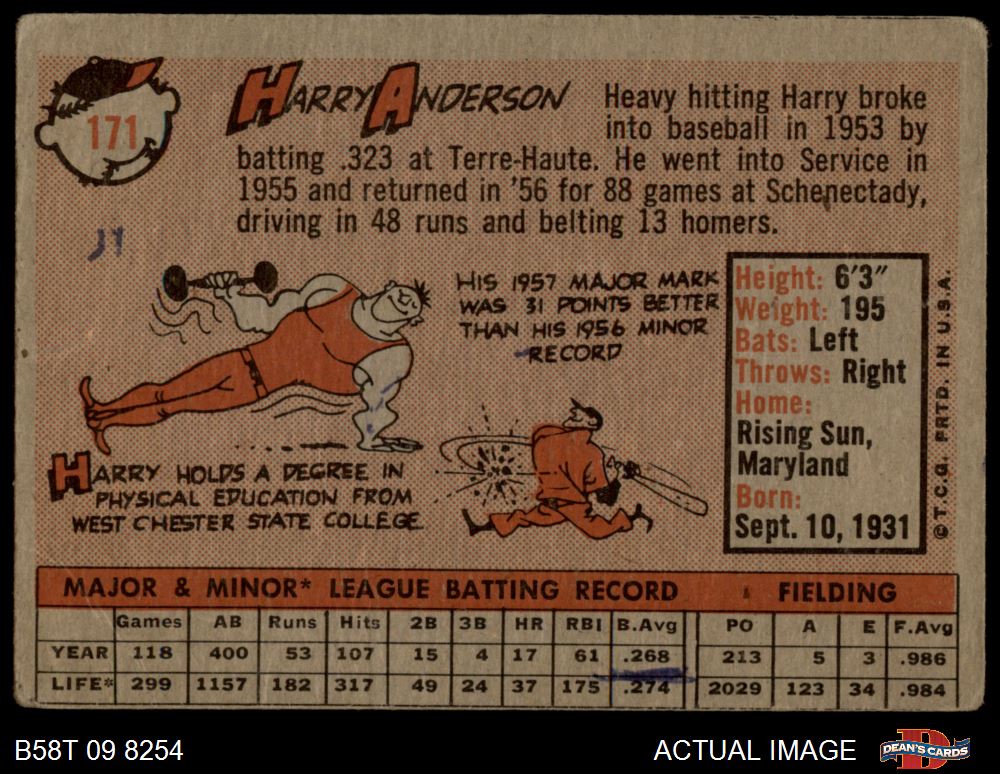 171
HARRY ANDERSON
Heavy hitting Harry broke
into baseball in 1953 by
batting .323 at Terre-Haute. He went into Service in
1955 and returned in '56 for 88 games at Schenectady,
driving in 48 runs and belting 13 homers.
HIS 1957 MAJOR MARK
WAS 31 POINTS BETTER
THAN HIS 1956 MINOR
RECORD
HARRY HOLDS A DEGREE IN
PHYSICAL EDUCATION FROM
WEST CHESTER STATE COLLEGE
Height: 6'3"
Weight: 195
Bats: Left
Throws: Right
Home:
Rising Sun,
Maryland
Born:
Sept. 10, 1931
© T.C.G. PRTD. IN U.S.A.
MAJOR & MINOR* LEAGUE BATTING RECORD FIELDING
Games AB Runs Hits 2B 3B HR RBI B.Avg PO A E F.Avg
YEAR 118 400 53 107 15 4 17 61 .268 213 5 3 .986
LIFE* 299 1157 182 317 49 24 37 175 .274 2029 123 34 .984
B58T 09 8254
ACTUAL IMAGE
DEAN'S CARDS